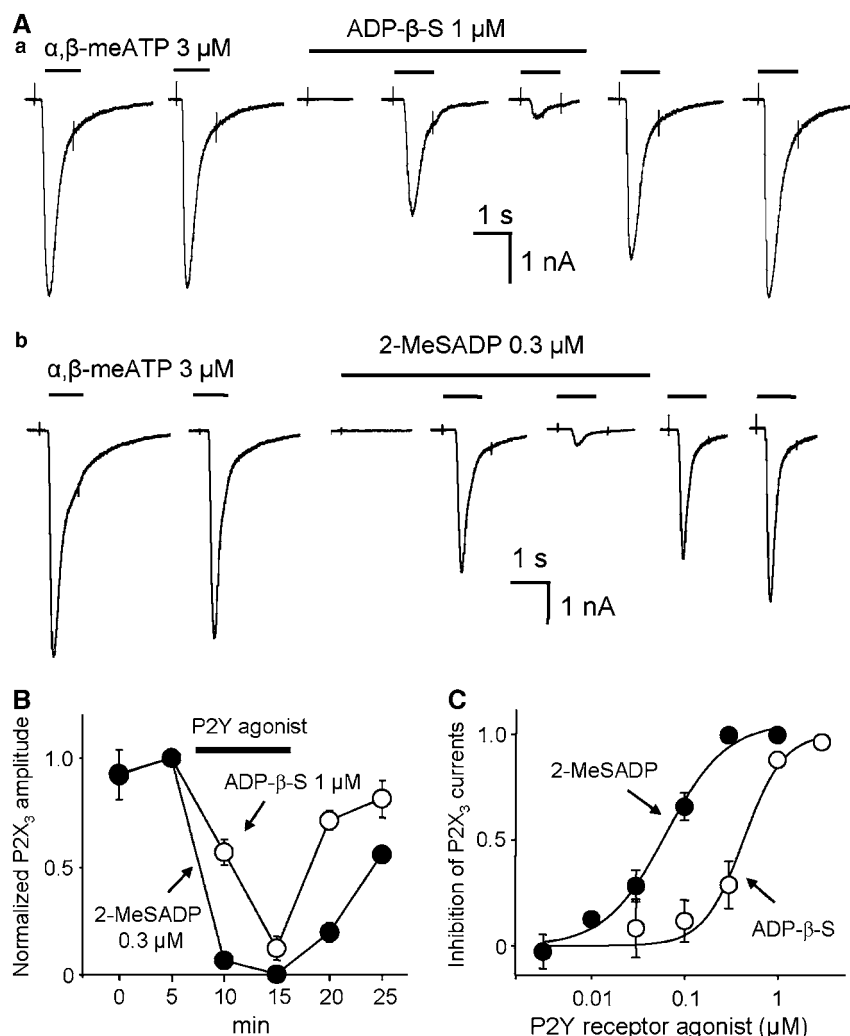 A
a
α,β-meATP 3 µM
ADP-β-S 1 µM
1 s
1 nA
b
α,β-meATP 3 µM
2-MeSADP 0.3 µM
1 s
1 nA
B
Normalized P2X3 amplitude
1.0
0.5
0
P2Y agonist
ADP-β-S 1 µM
2-MeSADP
0.3 µM
0 5 10 15 20 25
min
C
Inhibition of P2X3 currents
1.0
0.5
0
2-MeSADP
ADP-β-S
0.01 0.1 1
P2Y receptor agonist (µM)